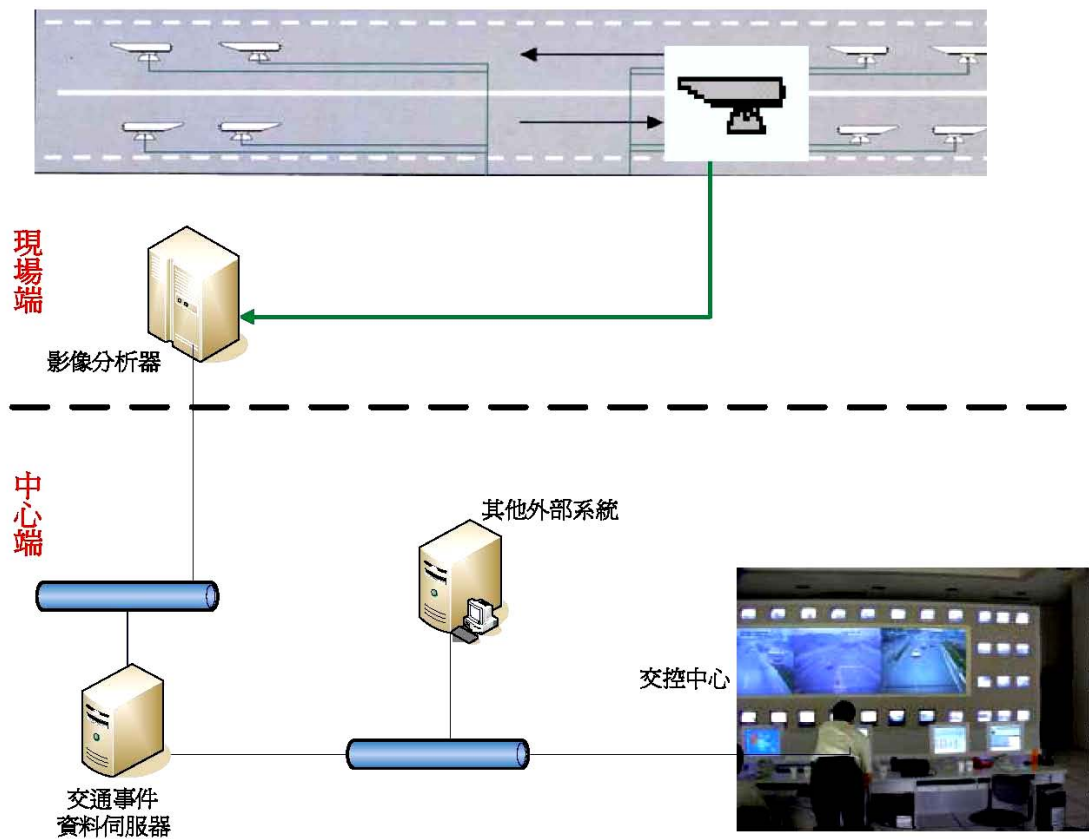 現場端
影像分析器
中心端
其他外部系統
交控中心
交通事件
資料伺服器